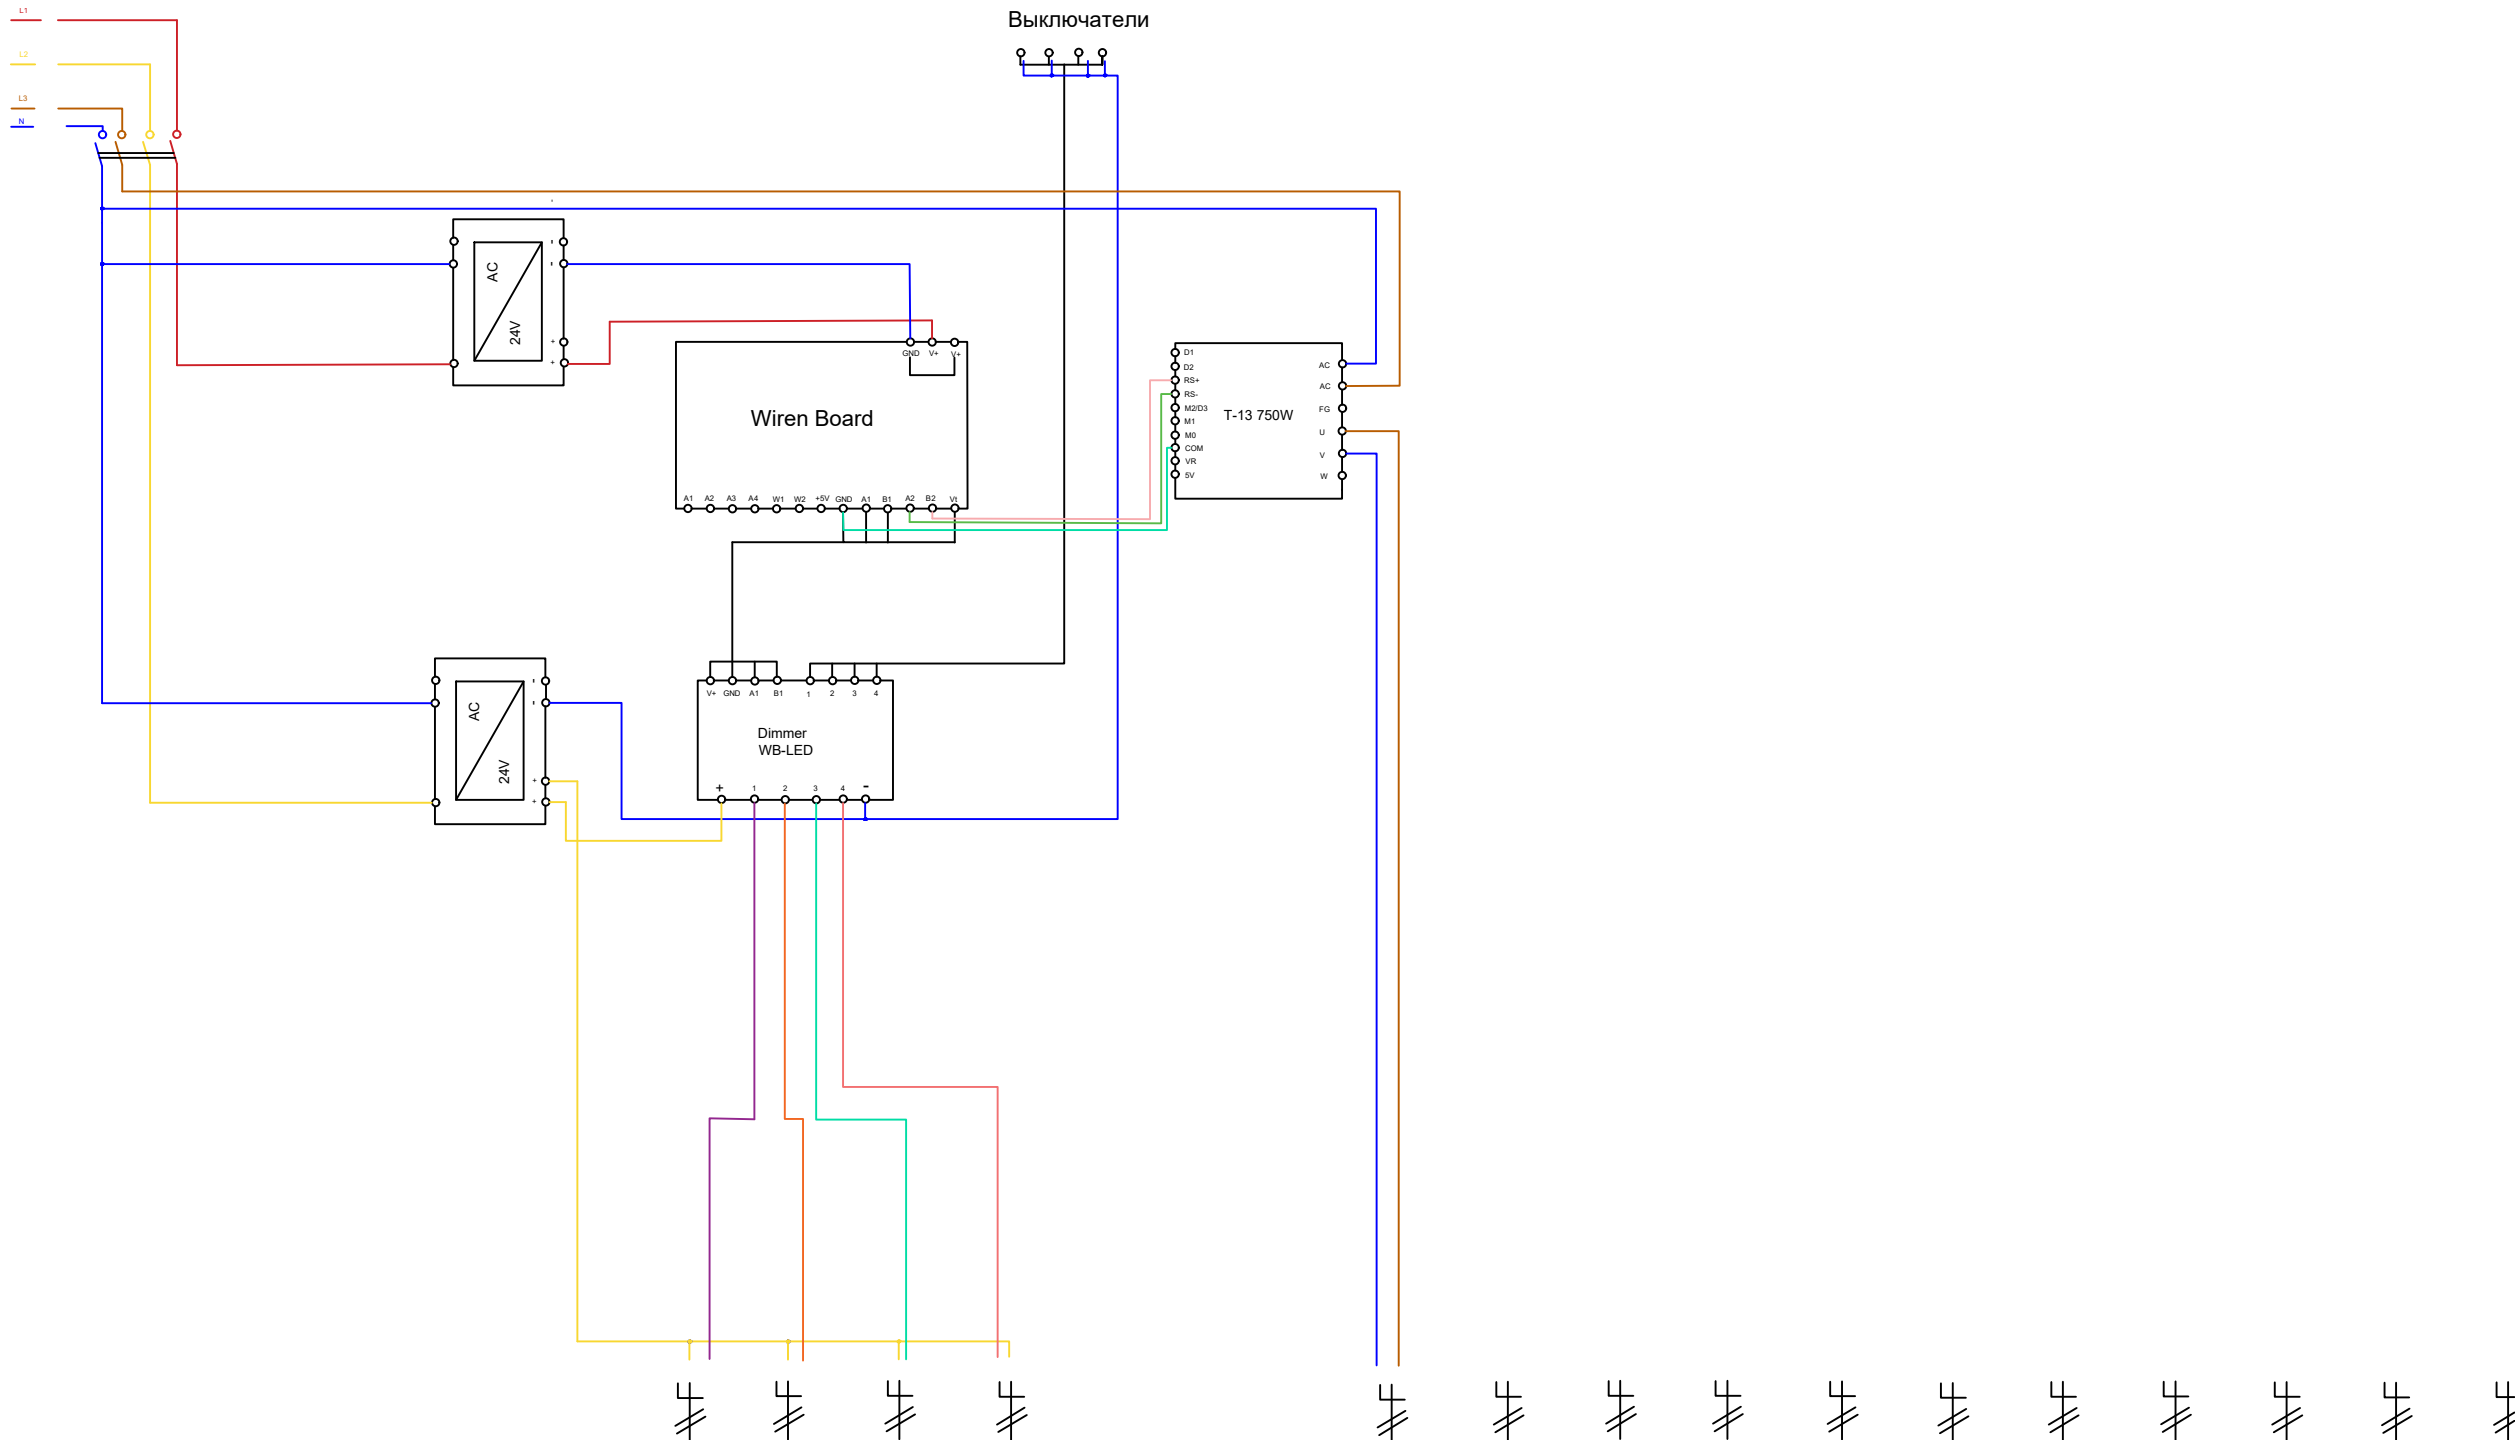 Выключатели
L1
L2
L3
N
AC
24V
-
-
+
+
GND V+ V+
Wiren Board
A1 A2 A3 A4 W1 W2 +5V GND A1 B1 A2 B2 Vt
D1
D2
RS+
RS-
M2/D3
M1
M0
COM
VR
5V
T-13 750W
AC
AC
FG
U
V
W
AC
24V
-
-
+
+
V+ GND A1 B1 1 2 3 4
Dimmer
WB-LED
+ 1 2 3 4 -